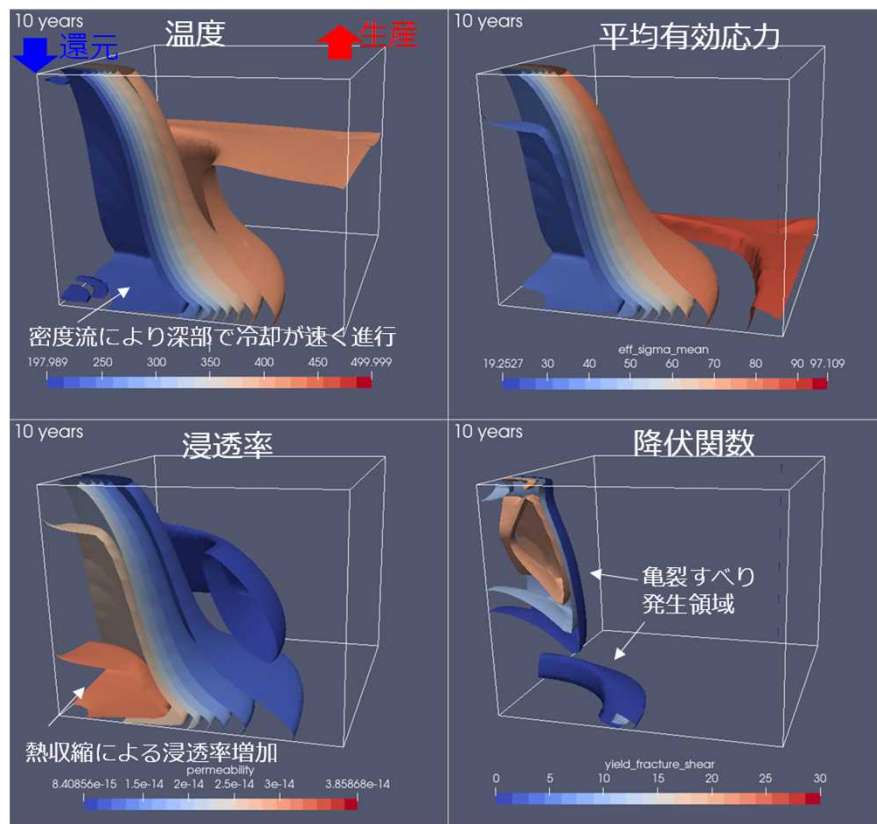 10 years
温度
還元
生産
密度流により深部で冷却が速く進行
197.989 250 300 350 400 450 499.999
10 years
平均有効応力
eff_sigma_mean
19.2527 30 40 50 60 70 80 90 97.109
10 years
浸透率
熱収縮による浸透率増加
permeability
8.40856e-15 1.5e-14 2e-14 2.5e-14 3e-14 3.85868e-14
10 years
降伏関数
亀裂すべり
発生領域
yield_fracture_shear
0 5 10 15 20 25 30